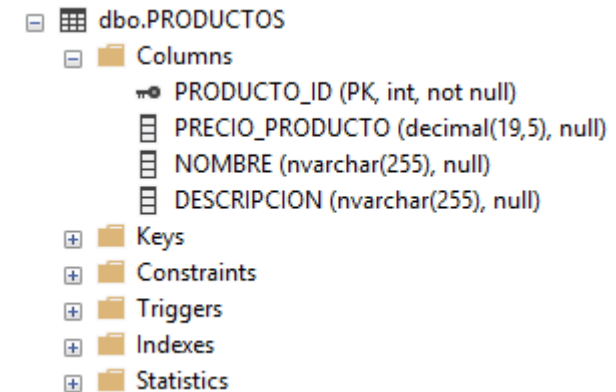 dbo.PRODUCTOS
Columns
PRODUCTO_ID (PK, int, not null)
PRECIO_PRODUCTO (decimal(19,5), null)
NOMBRE (nvarchar(255), null)
DESCRIPCION (nvarchar(255), null)
Keys
Constraints
Triggers
Indexes
Statistics